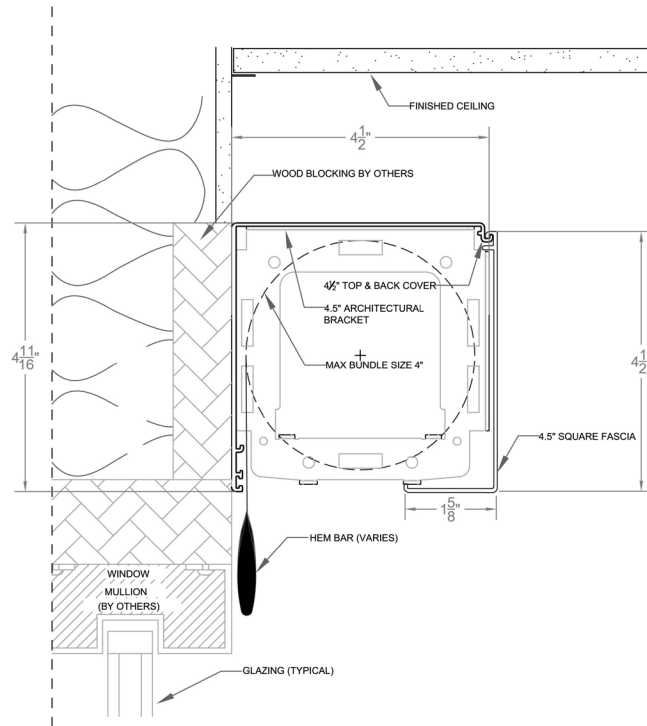 FINISHED CEILING
4 1/2"
WOOD BLOCKING BY OTHERS
4½" TOP & BACK COVER
4.5" ARCHITECTURAL
BRACKET
4 11/16"
MAX BUNDLE SIZE 4"
4 1/2"
4.5" SQUARE FASCIA
1 5/8"
HEM BAR (VARIES)
WINDOW
MULLION
(BY OTHERS)
GLAZING (TYPICAL)